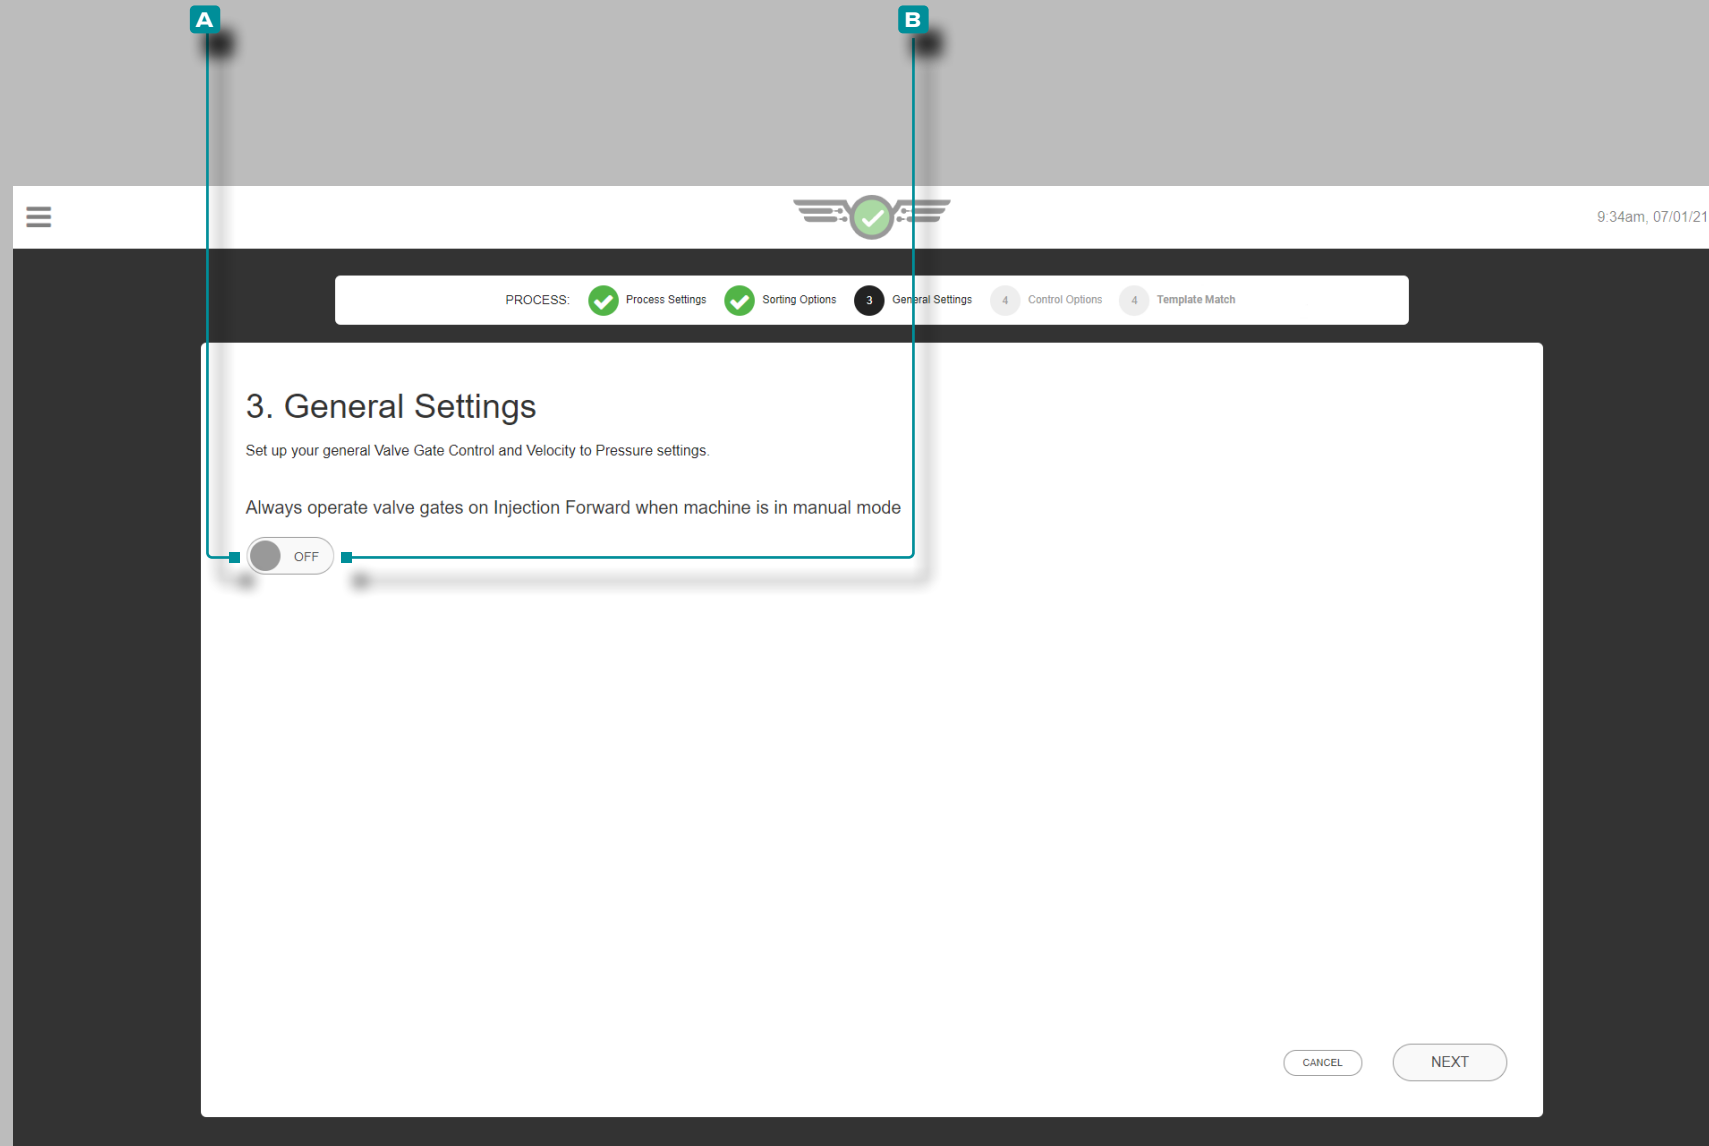 A B
9:34am, 07/01/21
PROCESS: Process Settings Sorting Options 3 General Settings 4 Control Options 4 Template Match
3. General Settings
Set up your general Valve Gate Control and Velocity to Pressure settings.
Always operate valve gates on Injection Forward when machine is in manual mode
OFF
CANCEL NEXT